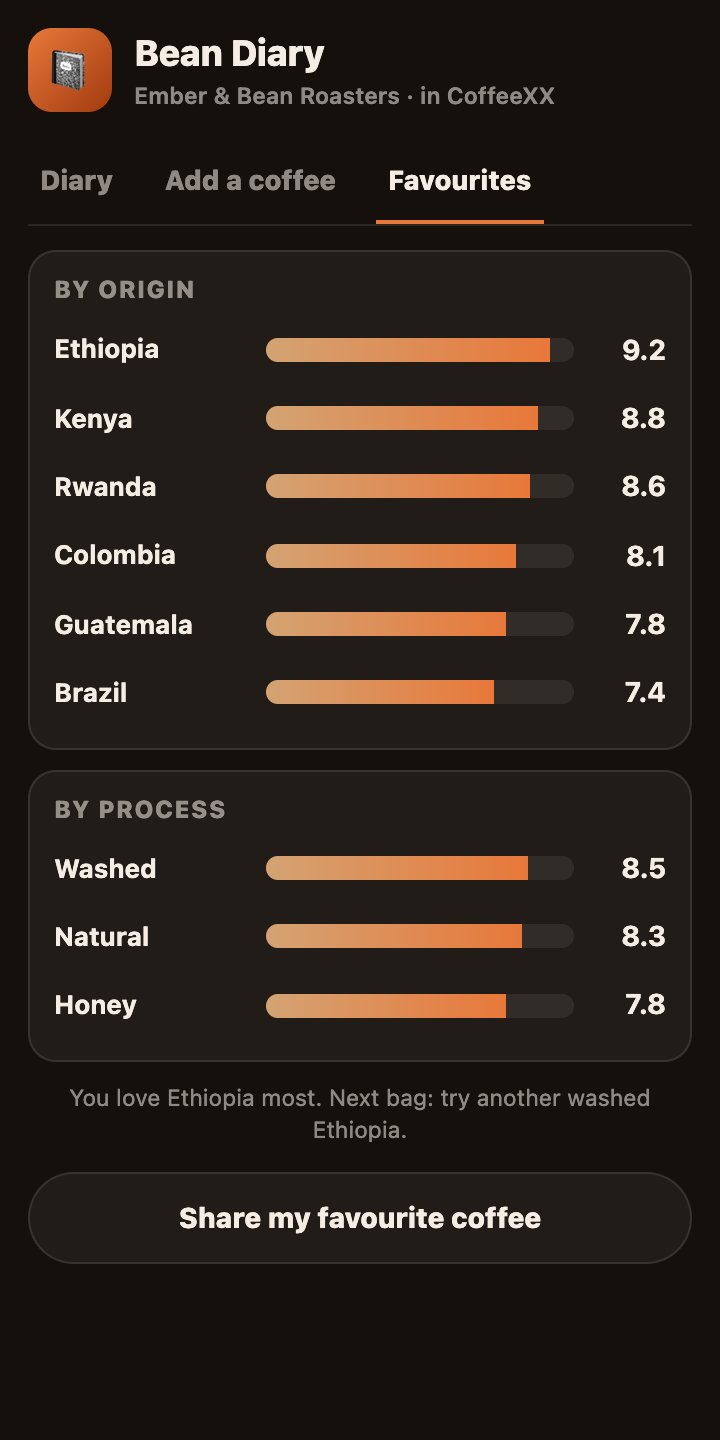 Bean Diary
Ember & Bean Roasters · in CoffeeXX
Diary Add a coffee Favourites
BY ORIGIN
Ethiopia 9.2
Kenya 8.8
Rwanda 8.6
Colombia 8.1
Guatemala 7.8
Brazil 7.4
BY PROCESS
Washed 8.5
Natural 8.3
Honey 7.8
You love Ethiopia most. Next bag: try another washed
Ethiopia.
Share my favourite coffee